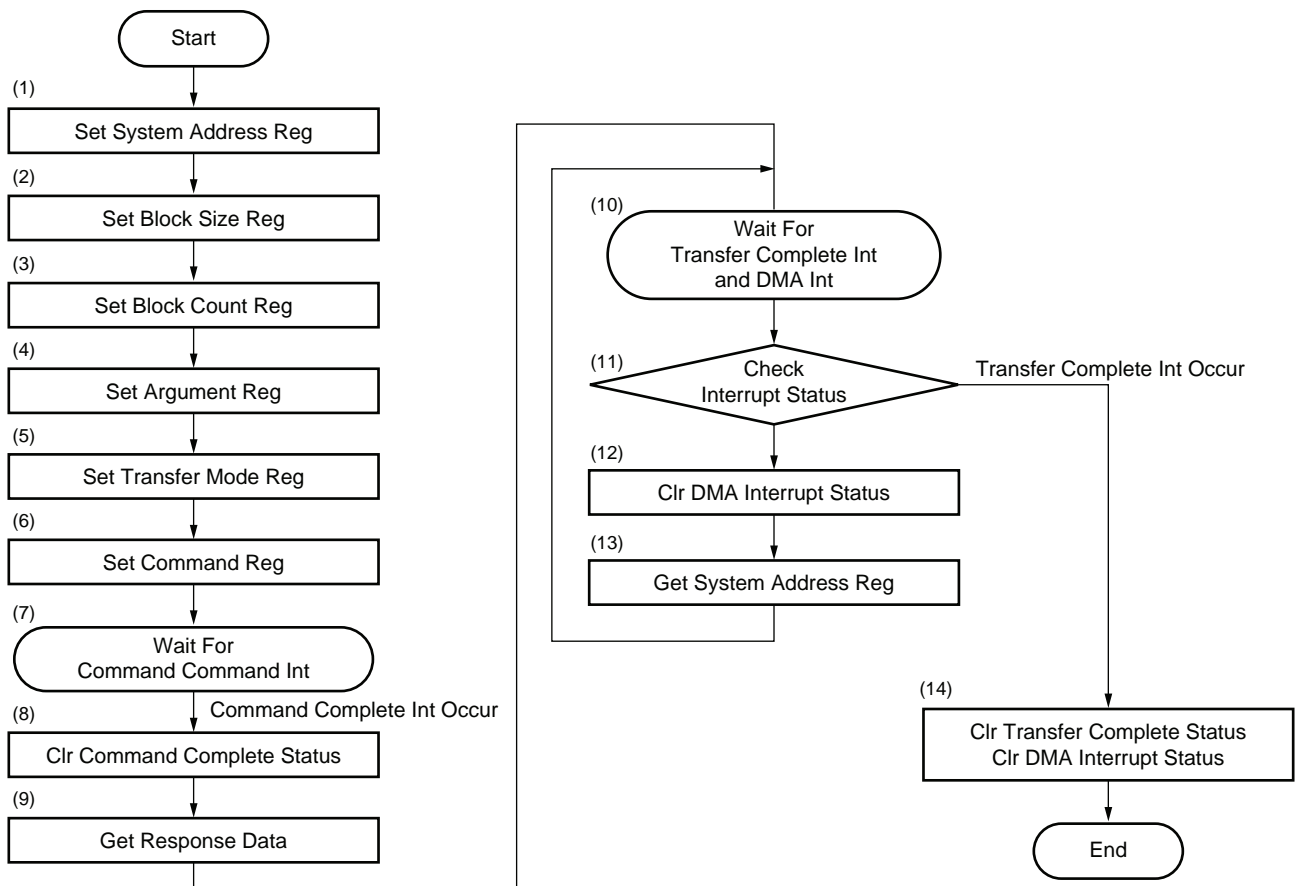 Start
(1)
Set System Address Reg
(2)
Set Block Size Reg
(3)
Set Block Count Reg
(4)
Set Argument Reg
(5)
Set Transfer Mode Reg
(6)
Set Command Reg
(7)
Wait For
Command Command Int
Command Complete Int Occur
(8)
Clr Command Complete Status
(9)
Get Response Data
(10)
Wait For
Transfer Complete Int
and DMA Int
(11)
Check
Interrupt Status
Transfer Complete Int Occur
(12)
Clr DMA Interrupt Status
(13)
Get System Address Reg
(14)
Clr Transfer Complete Status
Clr DMA Interrupt Status
End